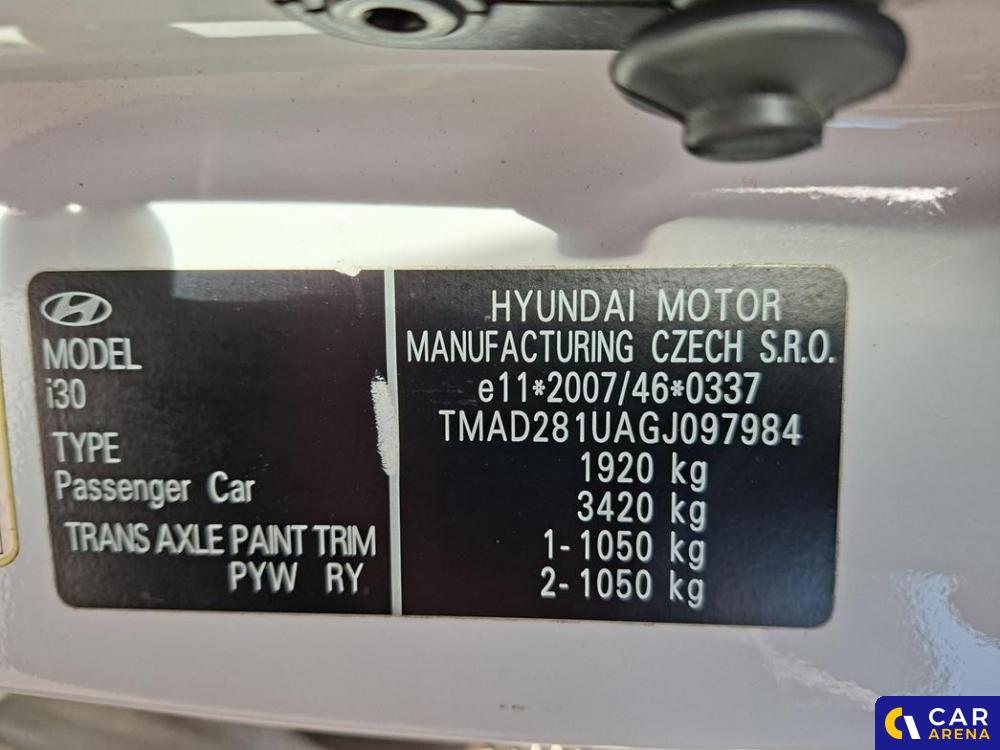 MODEL
i30
TYPE
Passenger Car
TRANS AXLE PAINT TRIM
PYW RY
HYUNDAI MOTOR
MANUFACTURING CZECH S.R.O.
e11*2007/46*0337
TMAD281UAGJ097984
1920 kg
3420 kg
1-1050 kg
2-1050 kg
CAR
ARENA